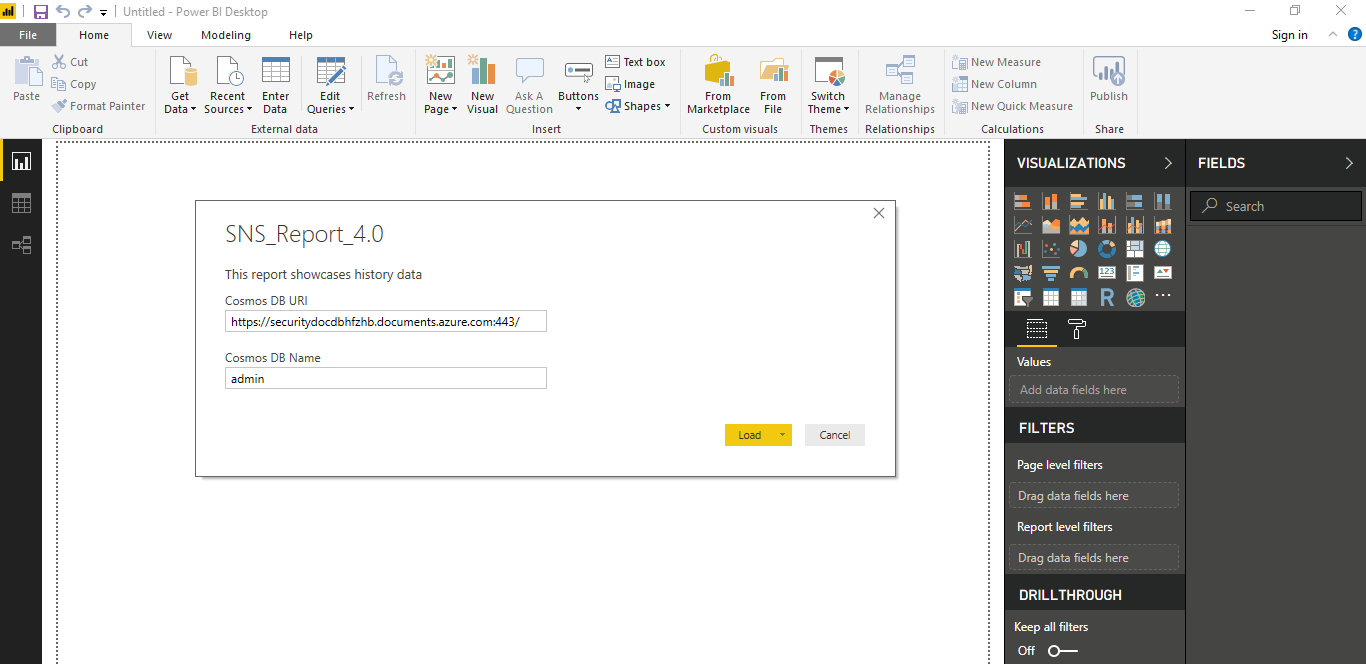 Untitled - Power BI Desktop
File Home View Modeling Help Sign in
Paste
Cut
Copy
Format Painter
Clipboard
Get Data
Recent Sources
Enter Data
Edit Queries
Refresh
External data
New Page
New Visual
Ask A Question
Buttons
Text box
Image
Shapes
Insert
From Marketplace
From File
Custom visuals
Switch Theme
Themes
Manage Relationships
Relationships
New Measure
New Column
New Quick Measure
Calculations
Publish
Share
SNS_Report_4.0
This report showcases history data
Cosmos DB URI
https://securitydocdbhfzhb.documents.azure.com:443/
Cosmos DB Name
admin
Load Cancel
VISUALIZATIONS
123
R
Values
Add data fields here
FILTERS
Page level filters
Drag data fields here
Report level filters
Drag data fields here
DRILLTHROUGH
Keep all filters
Off
FIELDS
Search